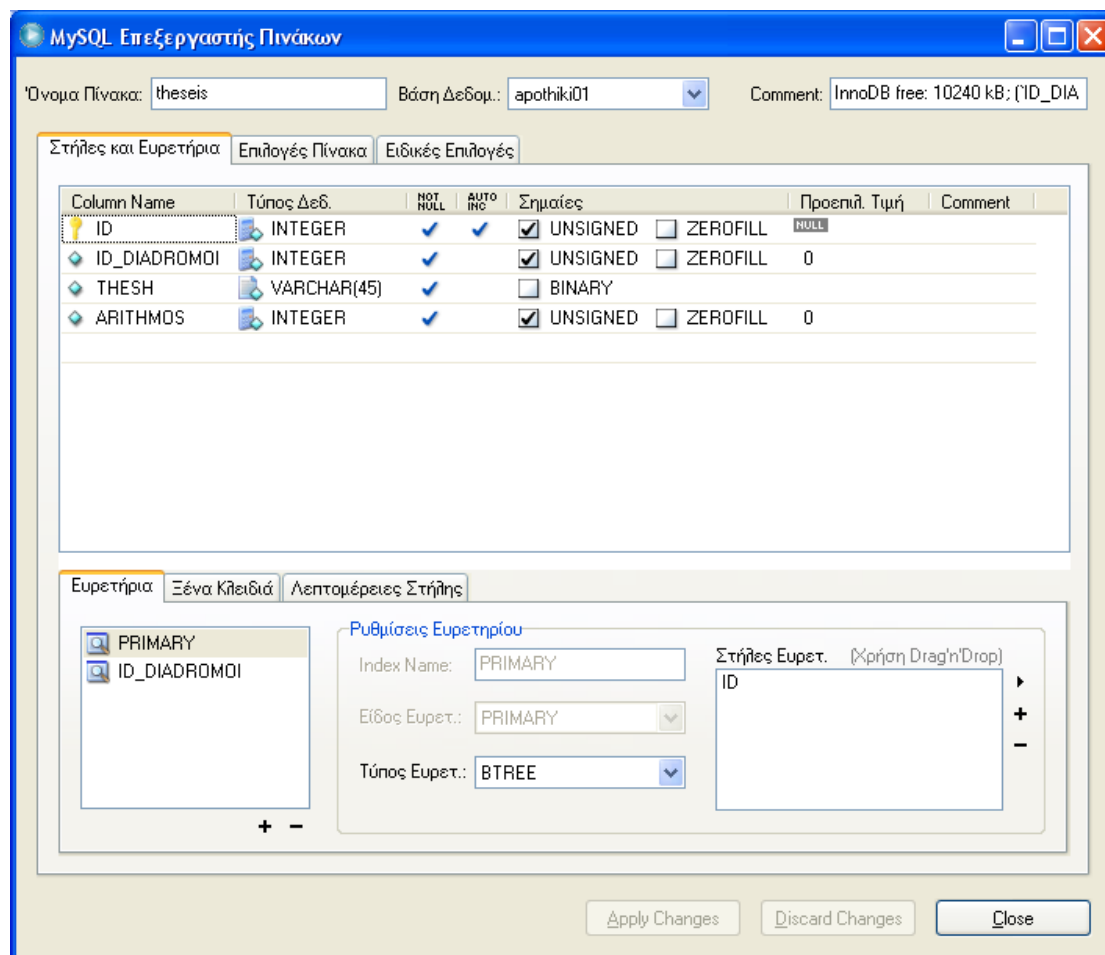 MySQL Επεξεργαστής Πινάκων
Όνομα Πίνακα: theseis Βάση Δεδομ.: apothiki01 Comment: InnoDB free: 10240 kB; (`ID_DIA
Στήλες και Ευρετήρια Επιλογές Πίνακα Ειδικές Επιλογές
Column Name Τύπος Δεδ. NOT NULL AUTO INC Σημαίες Προεπιλ. Τιμή Comment
ID INTEGER UNSIGNED ZEROFILL NULL
ID_DIADROMOI INTEGER UNSIGNED ZEROFILL 0
THESH VARCHAR(45) BINARY
ARITHMOS INTEGER UNSIGNED ZEROFILL 0
Ευρετήρια Ξένα Κλειδιά Λεπτομέρειες Στήλης
PRIMARY
ID_DIADROMOI
Ρυθμίσεις Ευρετηρίου
Index Name: PRIMARY
Είδος Ευρετ.: PRIMARY
Τύπος Ευρετ.: BTREE
Στήλες Ευρετ. (Χρήση Drag'n'Drop)
ID
Apply Changes Discard Changes Close